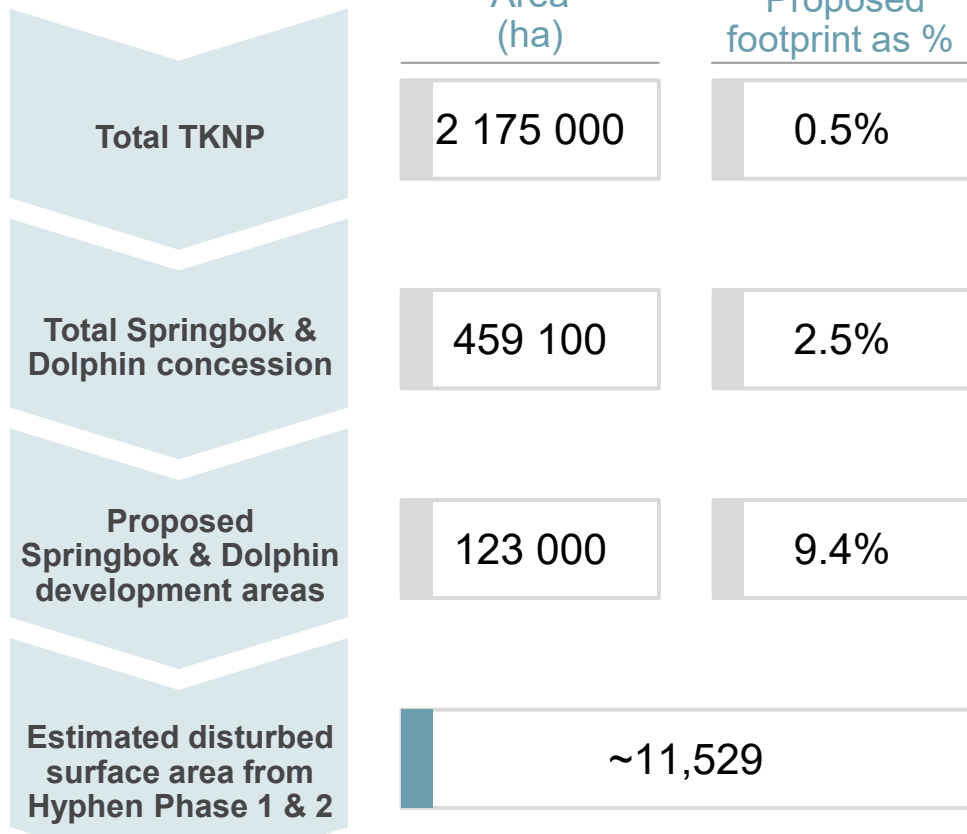 Area
(ha)
Proposed
footprint as %
Total TKNP
2 175 000
0.5%
Total Springbok &
Dolphin concession
459 100
2.5%
Proposed
Springbok & Dolphin
development areas
123 000
9.4%
Estimated disturbed
surface area from
Hyphen Phase 1 & 2
~11,529